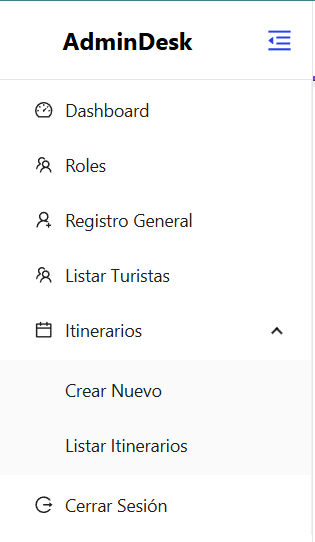 AdminDesk
Dashboard
Roles
Registro General
Listar Turistas
Itinerarios
Crear Nuevo
Listar Itinerarios
Cerrar Sesión